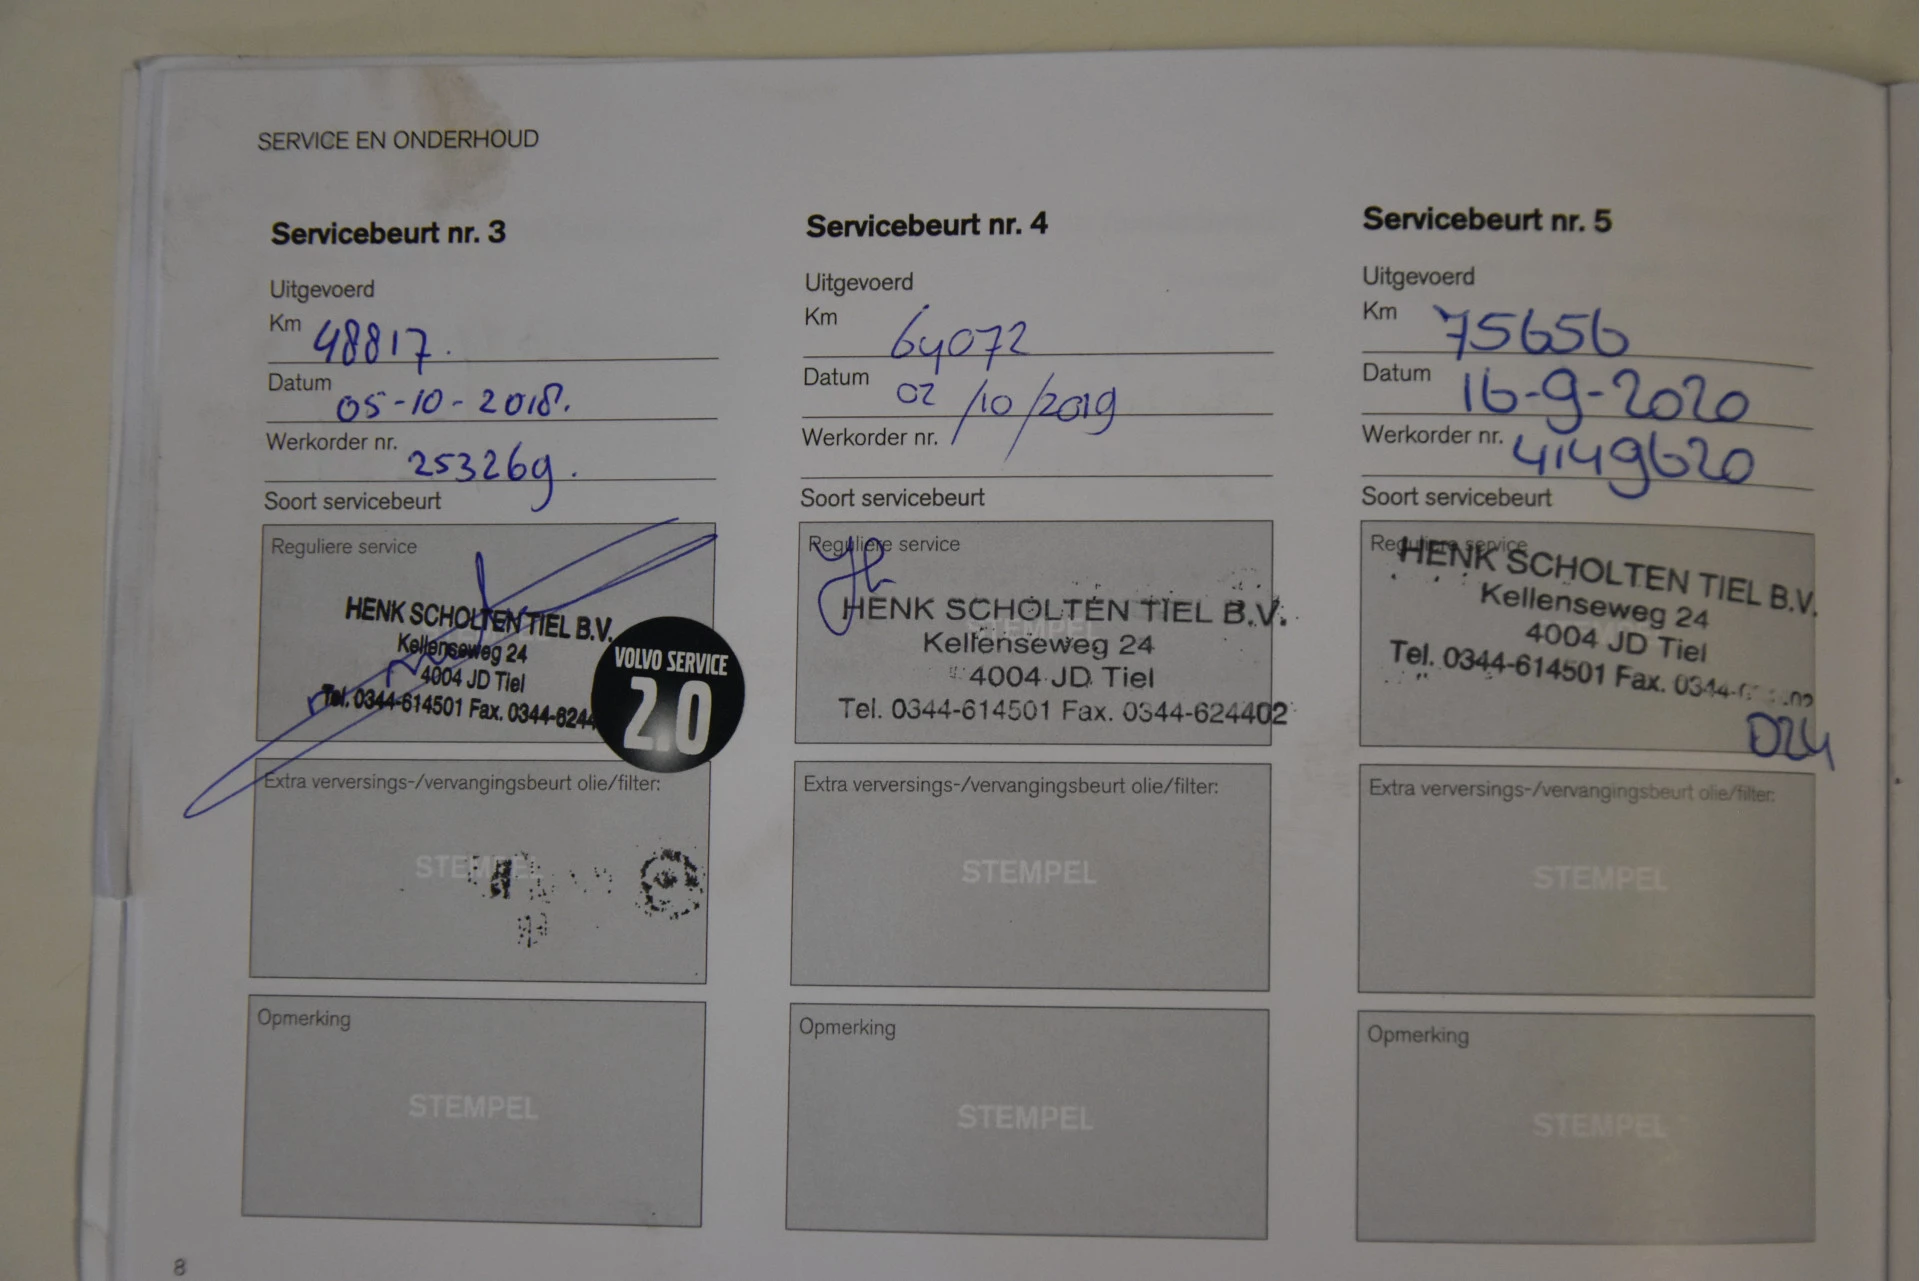 SERVICE EN ONDERHOUD
Servicebeurt nr. 3
Uitgevoerd
Km 48817.
Datum 05-10-2018.
Werkorder nr. 253269.
Soort servicebeurt
Reguliere service
HENK SCHOLTEN TIEL B.V.
Kellenseweg 24
4004 JD Tiel
Tel. 0344-614501 Fax. 0344-6244
VOLVO SERVICE
2.0
Extra verversings-/vervangingsbeurt olie/filter:
STEMPEL
Opmerking
STEMPEL
Servicebeurt nr. 4
Uitgevoerd
Km 64072
Datum 02/10/2019
Werkorder nr.
Soort servicebeurt
Reguliere service
STEMPEL
HENK SCHOLTEN TIEL B.V.
Kellenseweg 24
4004 JD Tiel
Tel. 0344-614501 Fax. 0344-624402
Extra verversings-/vervangingsbeurt olie/filter:
STEMPEL
Opmerking
STEMPEL
Servicebeurt nr. 5
Uitgevoerd
Km 75656
Datum 16-9-2020
Werkorder nr. 4149620
Soort servicebeurt
Reguliere service
HENK SCHOLTEN TIEL B.V.
Kellenseweg 24
4004 JD Tiel
Tel. 0344-614501 Fax.
D24
Extra verversings-/vervangingsbeurt olie/filter:
STEMPEL
Opmerking
STEMPEL
8